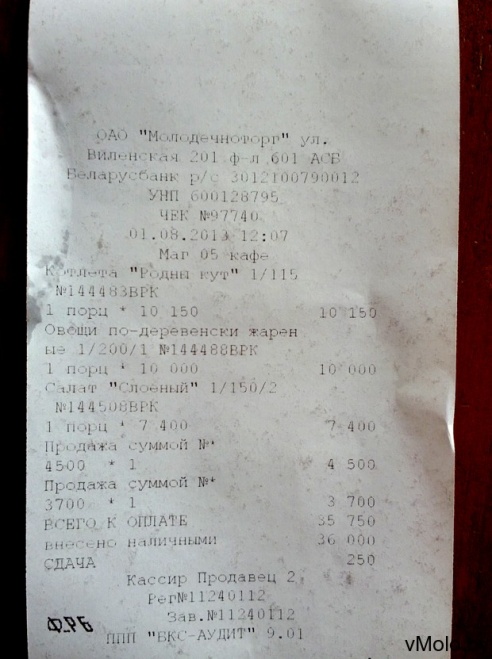 ОАО "Молодечноторг" ул.
Виленская 201 ф-л 601 АСБ
Беларусбанк р/с 3012100790012
УНП 600128795
ЧЕК №97740
01.08.2013 12:07
Маг 05 кафе
Котлета "Родны кут" 1/115
№144483ВРК
1 порц * 10 150 10 150
Овощи по-деревенски жарен
ые 1/200/1 №144488ВРК
1 порц * 10 000 10 000
Салат "Слоеный" 1/150/2
№144508ВРК
1 порц * 7 400 7 400
Продажа суммой №*
4500 * 1 4 500
Продажа суммой №*
3700 * 1 3 700
ВСЕГО К ОПЛАТЕ 35 750
внесено наличными 36 000
СДАЧА 250
Кассир Продавец 2
Рег№11240112
Зав.№11240112
ППП "БКС-АУДИТ" 9.01
vMolo